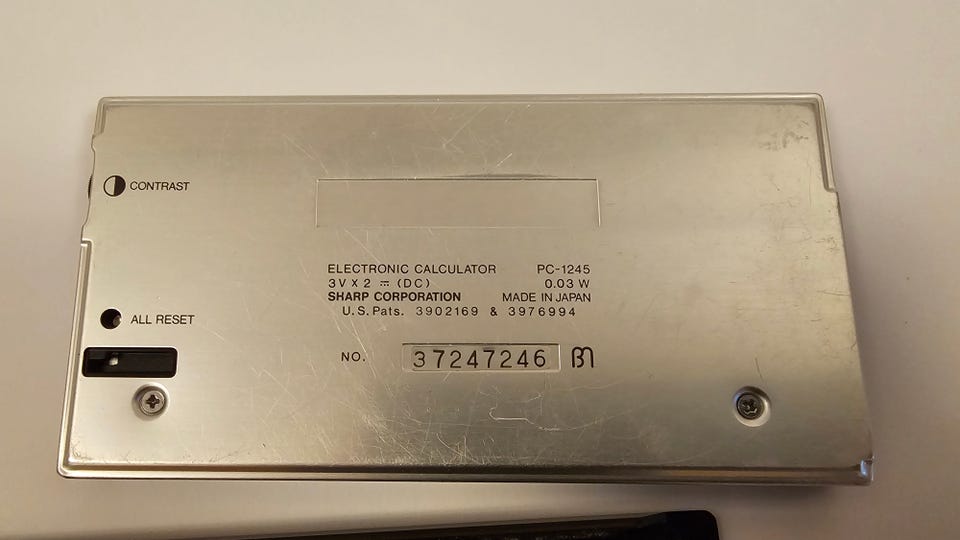 CONTRAST
ELECTRONIC CALCULATOR PC-1245
3V X 2 ⎓ (DC) 0.03 W
SHARP CORPORATION MADE IN JAPAN
U.S. Pats. 3902169 & 3976994
ALL RESET
NO. 37247246